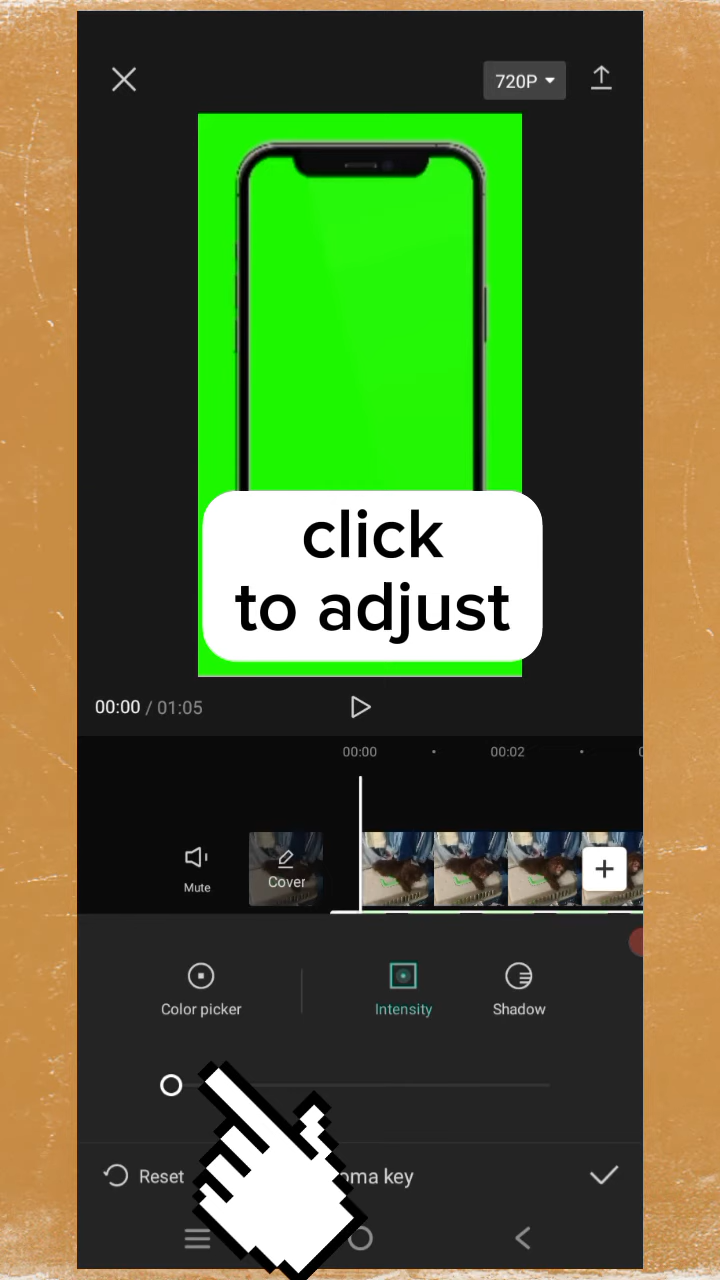 720P
click
to adjust
00:00 / 01:05
00:00
00:02
Mute
Cover
Color picker
Intensity
Shadow
Reset
oma key